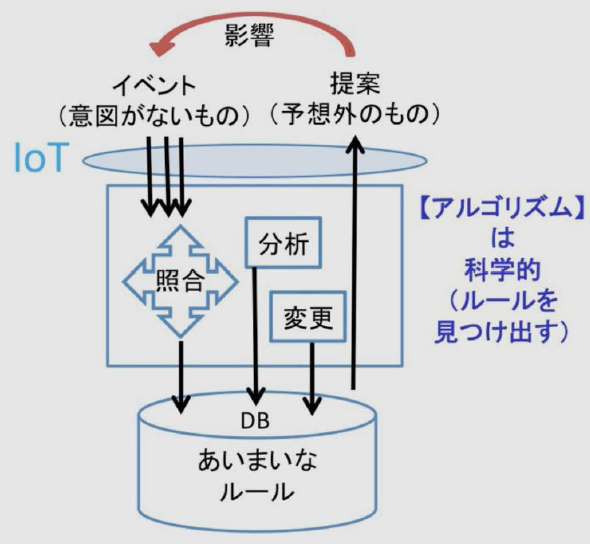 影響
イベント
（意図がないもの）
提案
（予想外のもの）
IoT
照合
分析
変更
【アルゴリズム】
は
科学的
（ルールを
見つけ出す）
DB
あいまいな
ルール